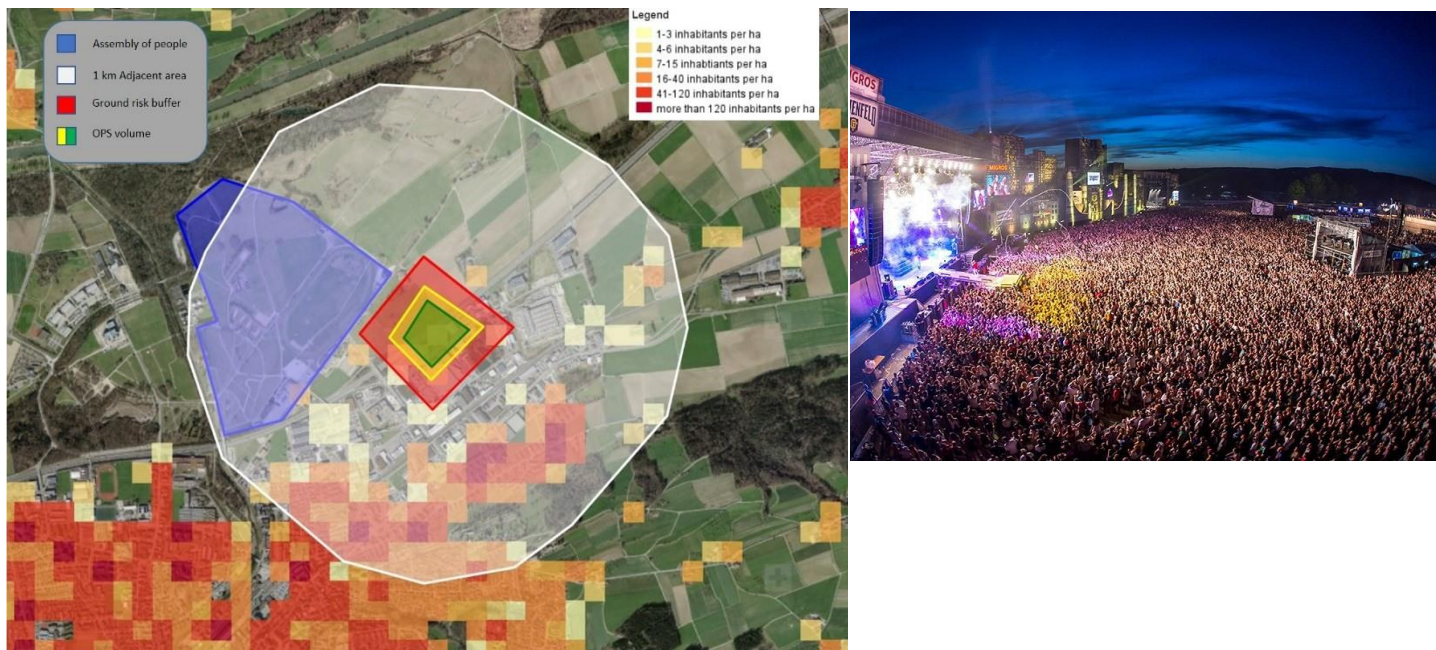 Assembly of people
1 km Adjacent area
Ground risk buffer
OPS volume
Legend
1-3 inhabitants per ha
4-6 inhabitants per ha
7-15 inhabtiants per ha
16-40 inhabitants per ha
41-120 inhabitants per ha
more than 120 inhabitants per ha
MIGROS
MIGROS